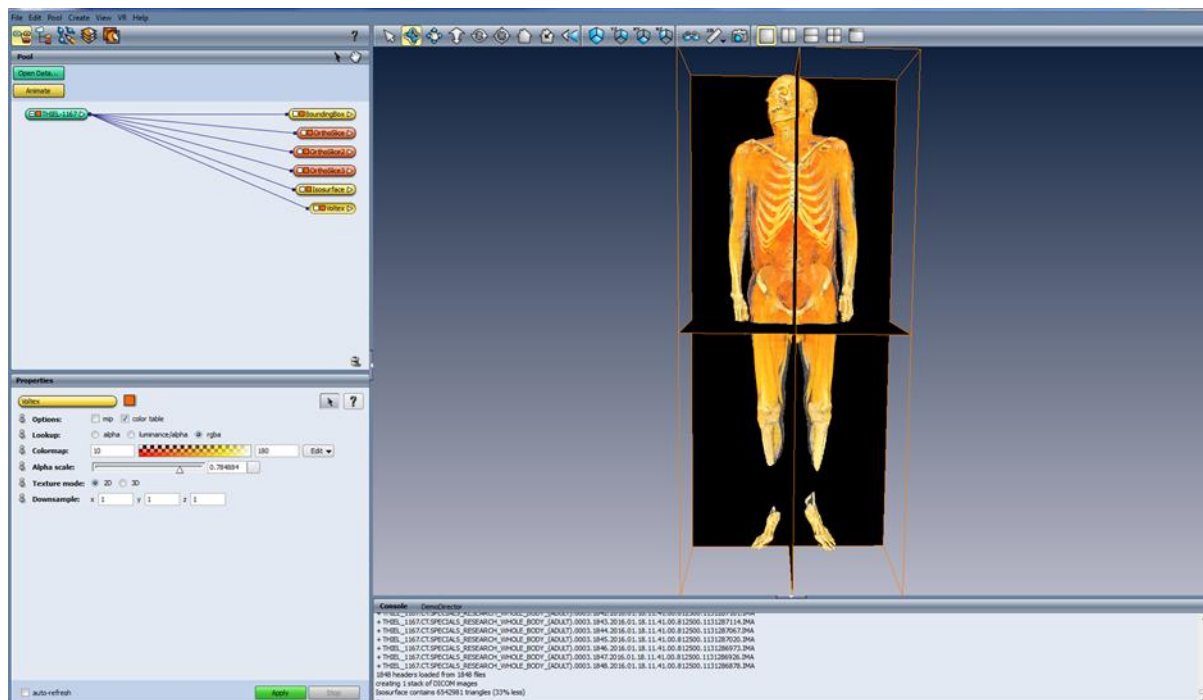 File Edit Pool Create View VR Help
?
Pool
Open Data...
Animate
THIEL-1167
BoundingBox
OrthoSlice
OrthoSlice2
OrthoSlice3
Isosurface
Voltex
Properties
Voltex
?
Options: mip color table
Lookup: alpha luminance/alpha rgba
Colormap: 10 180 Edit
Alpha scale: 0.784884
Texture mode: 2D 3D
Downsample: x 1 y 1 z 1
auto-refresh Apply Stop
Console DemoDirector
+ THIEL_1167.CT.SPECIALS_RESEARCH_WHOLE_BODY_(ADULT).0003.1843.2016.01.18.11.41.00.812500.1131287114.IMA
+ THIEL_1167.CT.SPECIALS_RESEARCH_WHOLE_BODY_(ADULT).0003.1844.2016.01.18.11.41.00.812500.1131287067.IMA
+ THIEL_1167.CT.SPECIALS_RESEARCH_WHOLE_BODY_(ADULT).0003.1845.2016.01.18.11.41.00.812500.1131287020.IMA
+ THIEL_1167.CT.SPECIALS_RESEARCH_WHOLE_BODY_(ADULT).0003.1846.2016.01.18.11.41.00.812500.1131286973.IMA
+ THIEL_1167.CT.SPECIALS_RESEARCH_WHOLE_BODY_(ADULT).0003.1847.2016.01.18.11.41.00.812500.1131286926.IMA
+ THIEL_1167.CT.SPECIALS_RESEARCH_WHOLE_BODY_(ADULT).0003.1848.2016.01.18.11.41.00.812500.1131286878.IMA
1848 headers loaded from 1848 files
creating 1 stack of DICOM images
Isosurface contains 6542981 triangles (33% less)